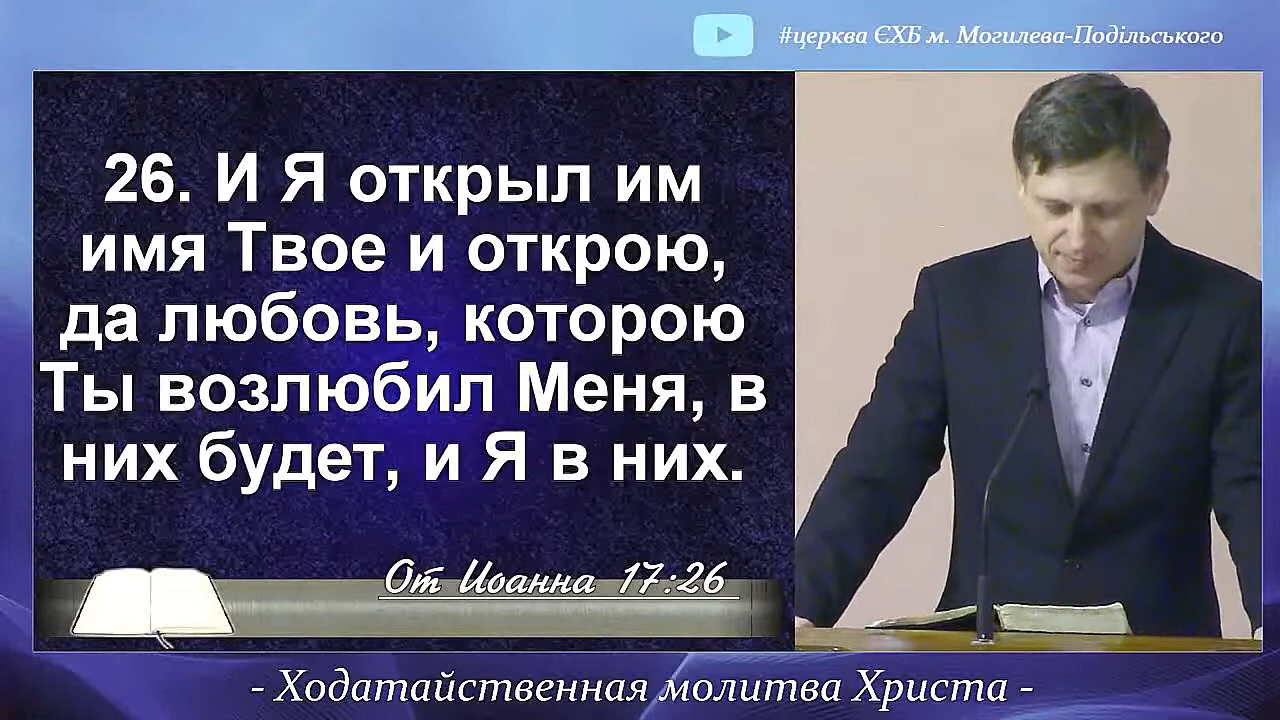 #церква ЄХБ м. Могилева-Подільського
26. И Я открыл им
имя Твое и открою,
да любовь, которою
Ты возлюбил Меня, в
них будет, и Я в них.
От Иоанна 17:26
- Ходатайственная молитва Христа -